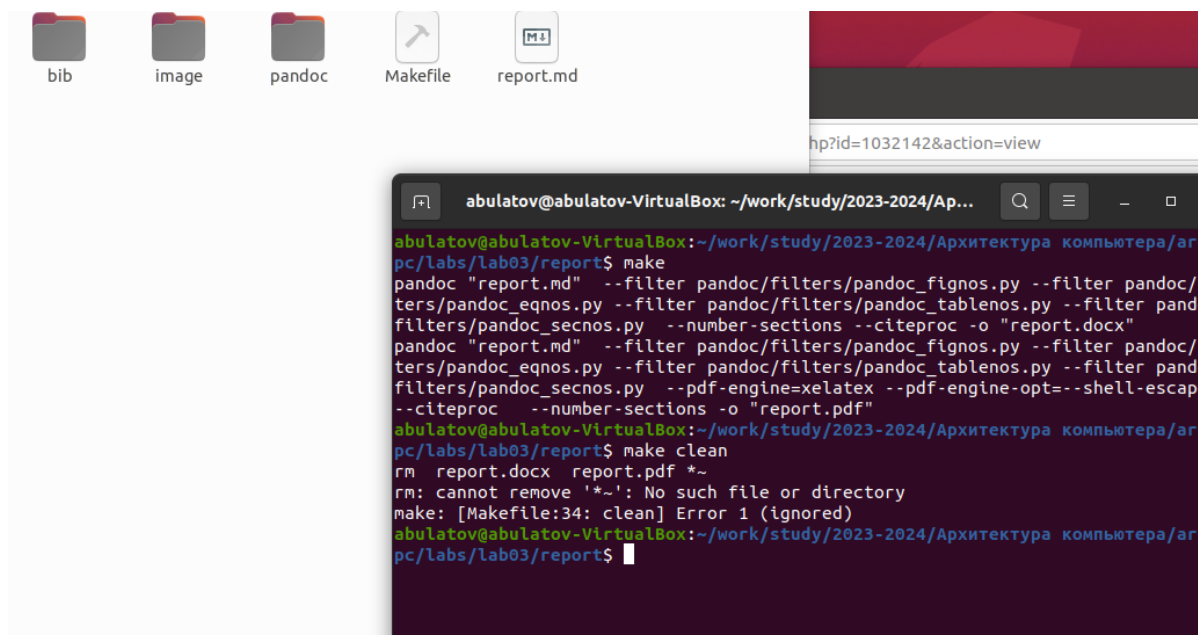 bib
image
pandoc
Makefile
report.md
M↓
hp?id=1032142&action=view
abulatov@abulatov-VirtualBox: ~/work/study/2023-2024/Ap...
abulatov@abulatov-VirtualBox:~/work/study/2023-2024/Архитектура компьютера/ar
pc/labs/lab03/report$ make
pandoc "report.md"  --filter pandoc/filters/pandoc_fignos.py --filter pandoc/
ters/pandoc_eqnos.py --filter pandoc/filters/pandoc_tablenos.py --filter pand
filters/pandoc_secnos.py  --number-sections --citeproc -o "report.docx"
pandoc "report.md"  --filter pandoc/filters/pandoc_fignos.py --filter pandoc/
ters/pandoc_eqnos.py --filter pandoc/filters/pandoc_tablenos.py --filter pand
filters/pandoc_secnos.py  --pdf-engine=xelatex --pdf-engine-opt=--shell-escap
--citeproc   --number-sections -o "report.pdf"
abulatov@abulatov-VirtualBox:~/work/study/2023-2024/Архитектура компьютера/ar
pc/labs/lab03/report$ make clean
rm  report.docx  report.pdf *~
rm: cannot remove '*~': No such file or directory
make: [Makefile:34: clean] Error 1 (ignored)
abulatov@abulatov-VirtualBox:~/work/study/2023-2024/Архитектура компьютера/ar
pc/labs/lab03/report$